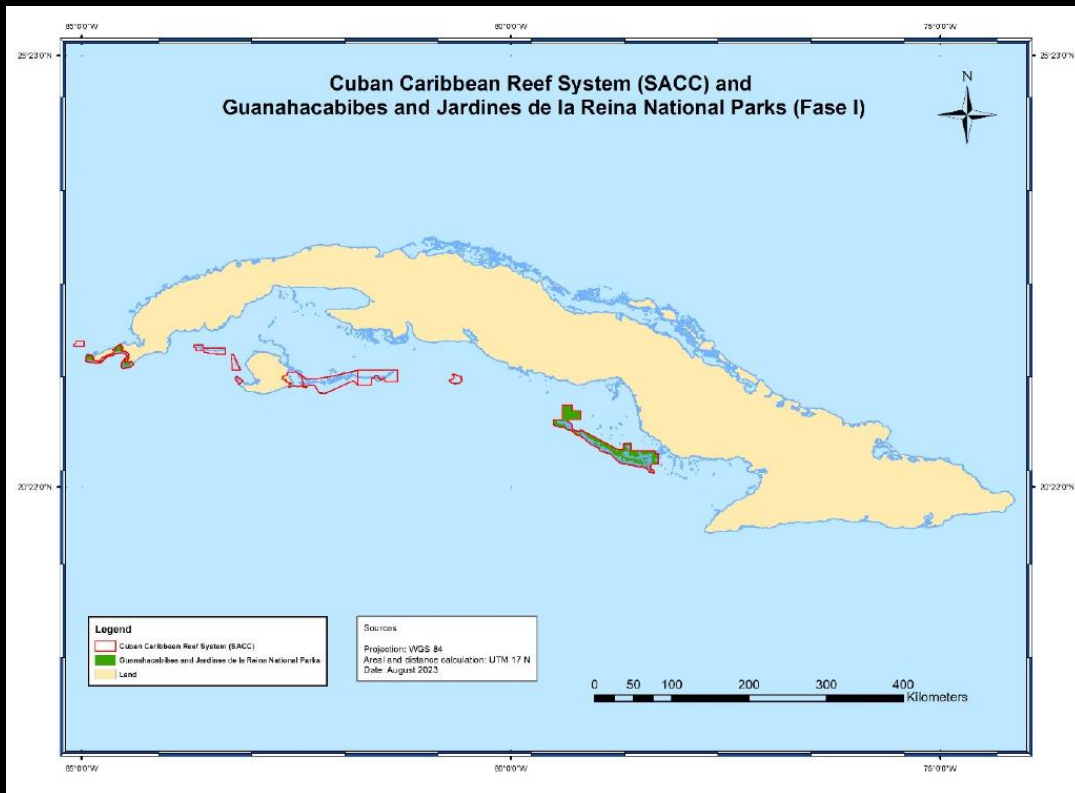 85°0'0"W
80°0'0"W
75°0'0"W
25°23'0"N
25°23'0"N
Cuban Caribbean Reef System (SACC) and
Guanahacabibes and Jardines de la Reina National Parks (Fase I)
N
20°22'0"N
20°22'0"N
Legend
Cuban Caribbean Reef System (SACC)
Guanahacabibes and Jardines de la Reina National Parks
Land
Sources
Projection: WGS 84
Areal and distance calculation: UTM 17 N
Date: August 2023
0 50 100 200 300 400
Kilometers
85°0'0"W
80°0'0"W
75°0'0"W